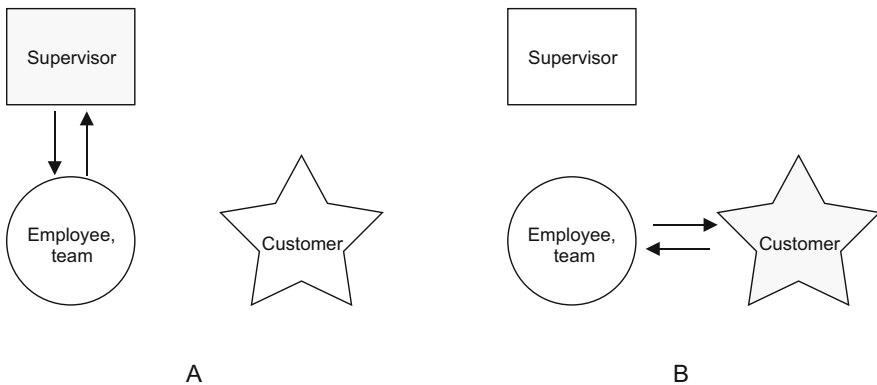 Supervisor
Supervisor
Employee,
team
Customer
Employee,
team
Customer
A
B